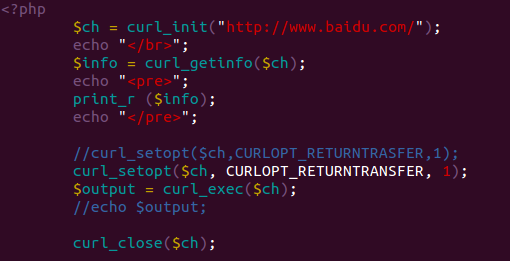 <?php
$ch = curl_init("http://www.baidu.com/");
echo "</br>";
$info = curl_getinfo($ch);
echo "<pre>";
print_r ($info);
echo "</pre>";
//curl_setopt($ch,CURLOPT_RETURNTRASFER,1);
curl_setopt($ch, CURLOPT_RETURNTRANSFER, 1);
$output = curl_exec($ch);
//echo $output;
curl_close($ch);